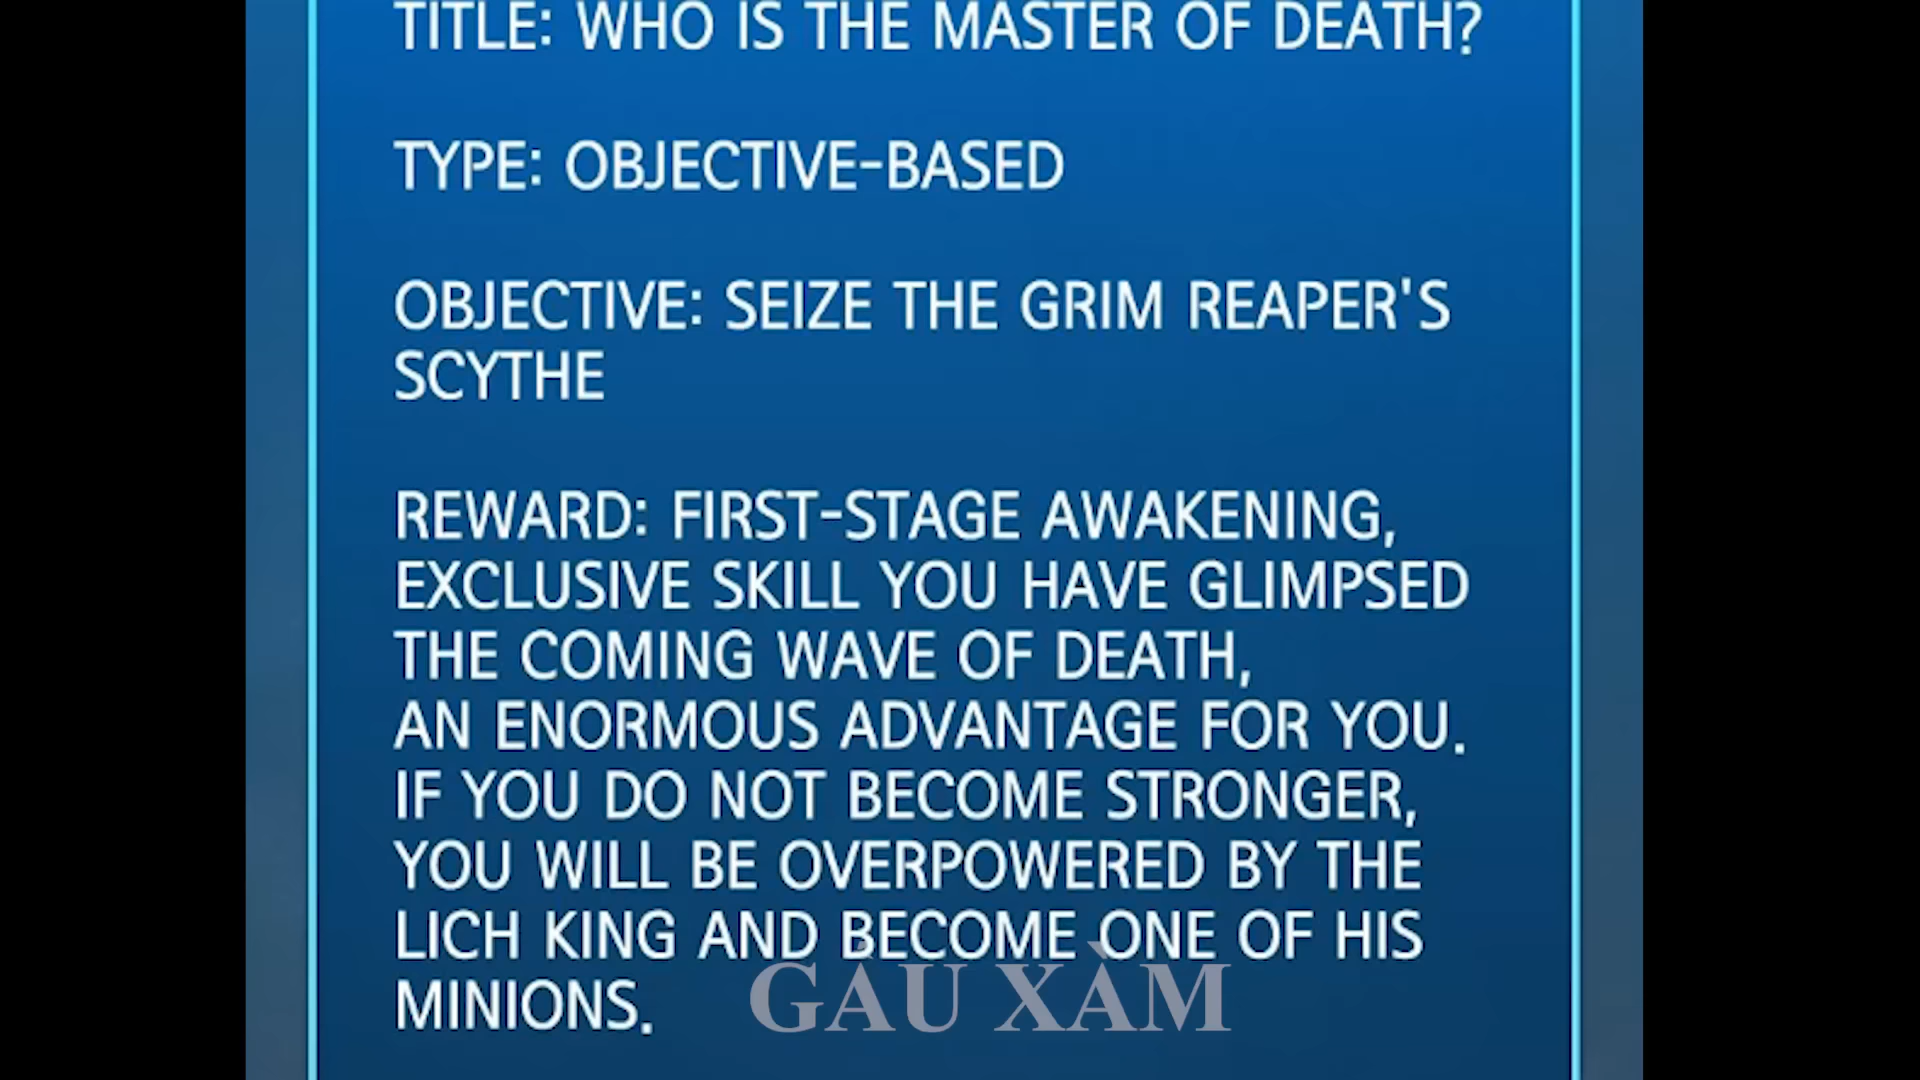 TITLE: WHO IS THE MASTER OF DEATH?
TYPE: OBJECTIVE-BASED
OBJECTIVE: SEIZE THE GRIM REAPER'S
SCYTHE
REWARD: FIRST-STAGE AWAKENING,
EXCLUSIVE SKILL YOU HAVE GLIMPSED
THE COMING WAVE OF DEATH,
AN ENORMOUS ADVANTAGE FOR YOU.
IF YOU DO NOT BECOME STRONGER,
YOU WILL BE OVERPOWERED BY THE
LICH KING AND BECOME ONE OF HIS
MINIONS.
GÁU XÀM